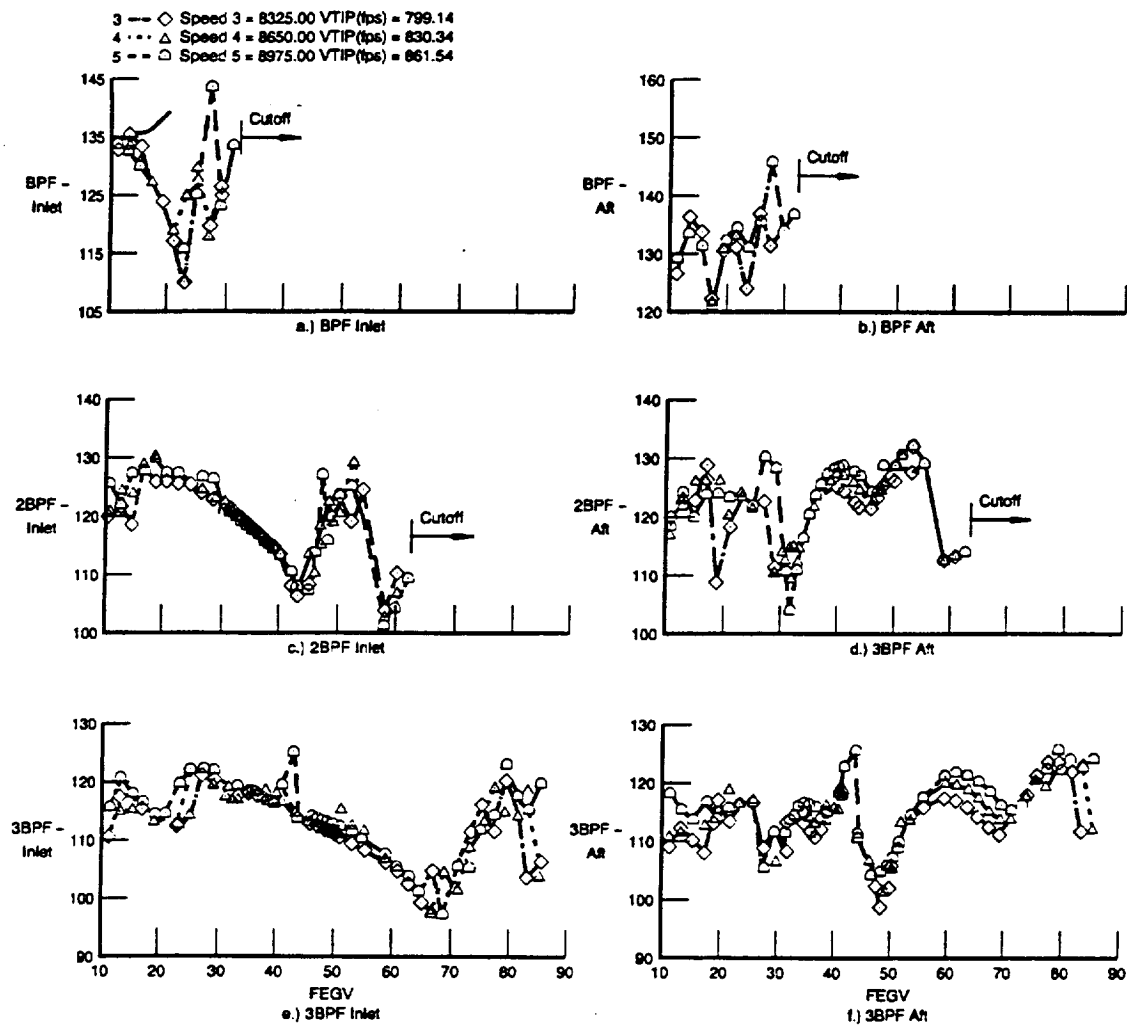 3 Speed 3 = 8325.00 VTIP(fps) = 799.14
4 Speed 4 = 8650.00 VTIP(fps) = 830.34
5 Speed 5 = 8975.00 VTIP(fps) = 861.54
145
135
125
115
105
BPF –
Inlet
Cutoff
a.) BPF Inlet
160
150
140
130
120
BPF –
Aft
Cutoff
b.) BPF Aft
140
130
120
110
100
2BPF –
Inlet
Cutoff
c.) 2BPF Inlet
140
130
120
110
100
2BPF –
Aft
Cutoff
d.) 3BPF Aft
130
120
110
100
90
3BPF –
Inlet
10 20 30 40 50 60 70 80 90
FEGV
e.) 3BPF Inlet
130
120
110
100
90
3BPF –
Aft
10 20 30 40 50 60 70 80 90
FEGV
f.) 3BPF Aft